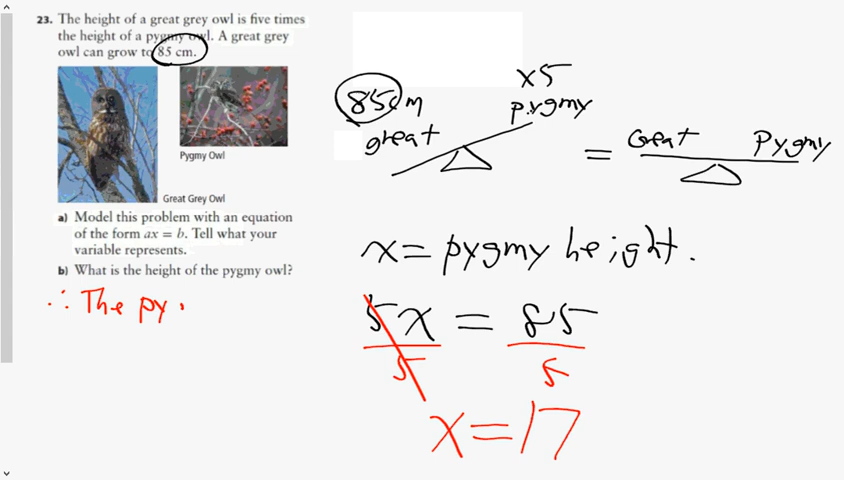 23. The height of a great grey owl is five times
the height of a pygmy owl. A great grey
owl can grow to 85 cm.
Pygmy Owl
Great Grey Owl
a) Model this problem with an equation
of the form ax = b. Tell what your
variable represents.
b) What is the height of the pygmy owl?
∴ The py
x5
85cm pygmy
great
= Great Pygmy
x = pygmy height.
5x = 85
5 5
x = 17